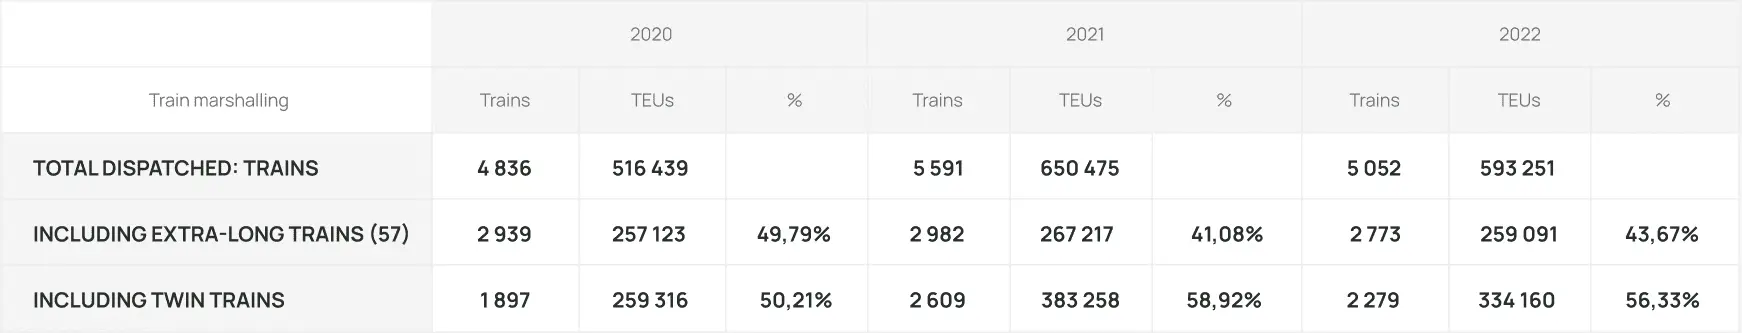 2020 2021 2022
Train marshalling Trains TEUs % Trains TEUs % Trains TEUs %
TOTAL DISPATCHED: TRAINS 4 836 516 439 5 591 650 475 5 052 593 251
INCLUDING EXTRA-LONG TRAINS (57) 2 939 257 123 49,79% 2 982 267 217 41,08% 2 773 259 091 43,67%
INCLUDING TWIN TRAINS 1 897 259 316 50,21% 2 609 383 258 58,92% 2 279 334 160 56,33%